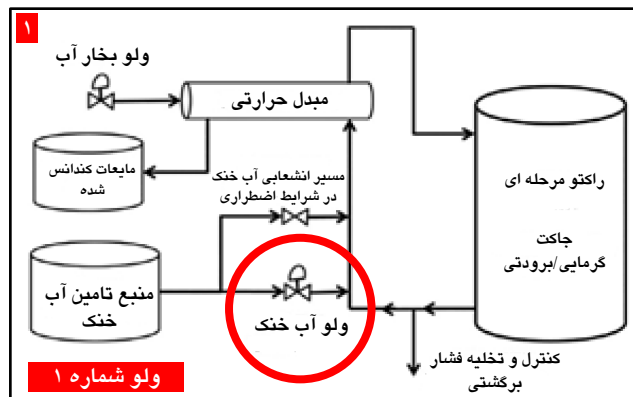 ۱
ولو بخار آب
مبدل حرارتی
مایعات کندانس
شده
مسیر انشعابی آب خنک
در شرایط اضطراری
راکتو مرحله ای
جاکت
گرمایی/برودتی
منبع تامین آب
خنک
ولو آب خنک
کنترل و تخلیه فشار
برگشتی
ولو شماره ۱